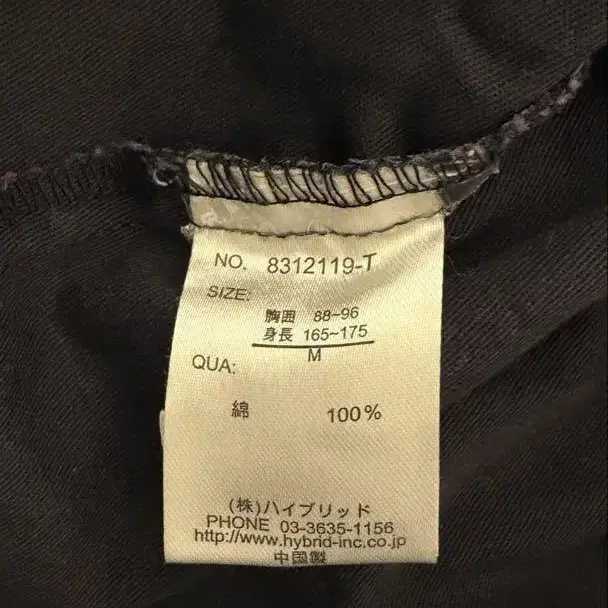 NO. 8312119-T
SIZE:
胸囲 88-96
身長 165~175
M
QUA:
綿 100%
(株)ハイブリッド
PHONE 03-3635-1156
http://www.hybrid-inc.co.jp
中国製